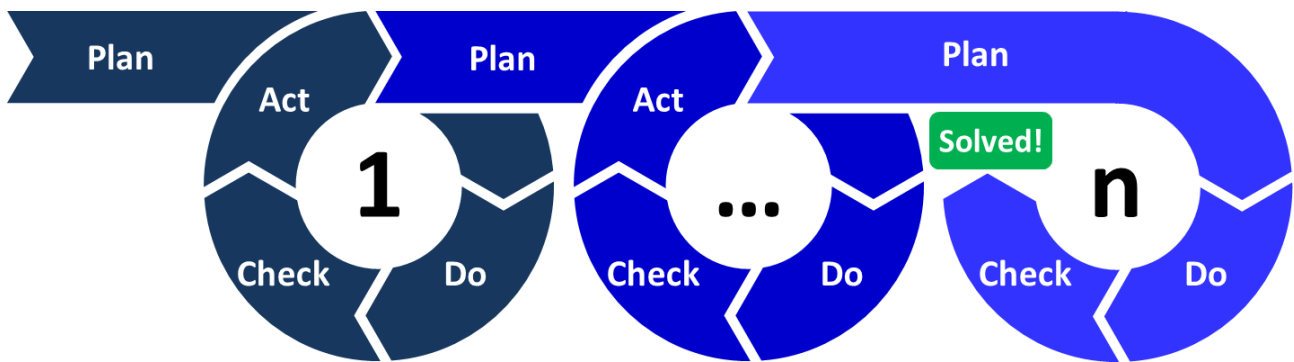 Plan
Plan
Plan
Act
Act
Solved!
1
...
n
Check
Do
Check
Do
Check
Do